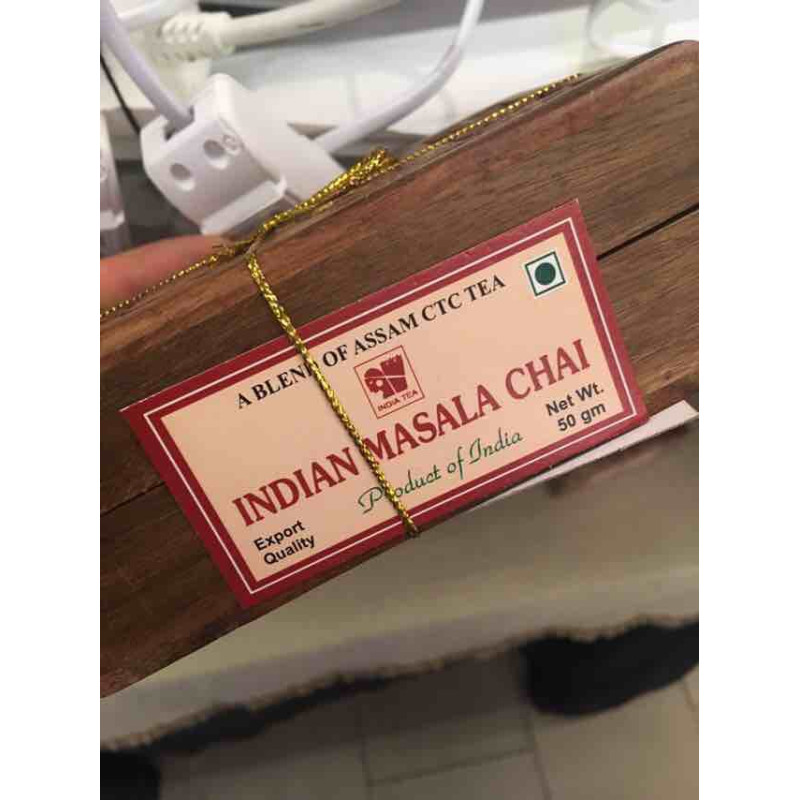 A BLEND OF ASSAM CTC TEA
INDIA TEA
INDIAN MASALA CHAI
Product of India
Net Wt.
50 gm
Export
Quality